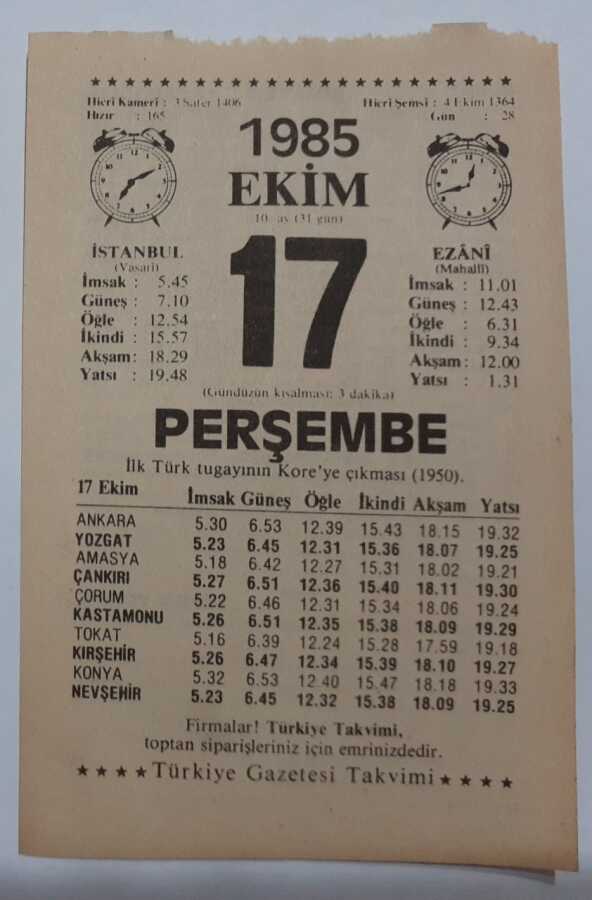 ★ ★ ★ ★ ★ ★ ★ ★ ★ ★ ★ ★ ★ ★ ★ ★ ★ ★ ★ ★ ★ ★ ★ ★ ★ ★ ★ ★
Hicri Kameri : 3 Safer 1406 Hicri Şemsi : 4 Ekim 1364
Hızır : 165 Gün : 28
1985
EKİM
10. ay (31 gün)
17
İSTANBUL
(Vasati)
İmsak : 5.45
Güneş : 7.10
Öğle : 12.54
İkindi : 15.57
Akşam : 18.29
Yatsı : 19.48
EZÂNÎ
(Mahallî)
İmsak : 11.01
Güneş : 12.43
Öğle : 6.31
İkindi : 9.34
Akşam : 12.00
Yatsı : 1.31
(Gündüzün kısalması: 3 dakika)
PERŞEMBE
İlk Türk tugayının Kore'ye çıkması (1950).
17 Ekim İmsak Güneş Öğle İkindi Akşam Yatsı
ANKARA 5.30 6.53 12.39 15.43 18.15 19.32
YOZGAT 5.23 6.45 12.31 15.36 18.07 19.25
AMASYA 5.18 6.42 12.27 15.31 18.02 19.21
ÇANKIRI 5.27 6.51 12.36 15.40 18.11 19.30
ÇORUM 5.22 6.46 12.31 15.34 18.06 19.24
KASTAMONU 5.26 6.51 12.35 15.38 18.09 19.29
TOKAT 5.16 6.39 12.24 15.28 17.59 19.18
KIRŞEHİR 5.26 6.47 12.34 15.39 18.10 19.27
KONYA 5.32 6.53 12.40 15.47 18.18 19.33
NEVŞEHİR 5.23 6.45 12.32 15.38 18.09 19.25
Firmalar! Türkiye Takvimi,
toptan siparişleriniz için emrinizdedir.
★ ★ ★ ★ Türkiye Gazetesi Takvimi ★ ★ ★ ★